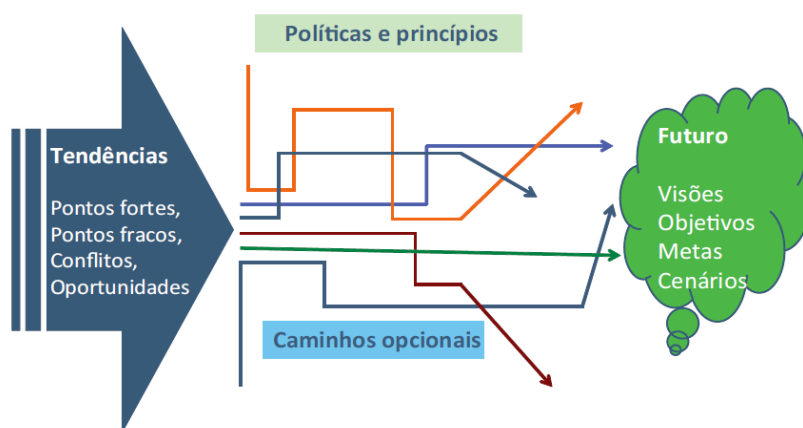 Políticas e princípios
Tendências
Pontos fortes,
Pontos fracos,
Conflitos,
Oportunidades
Caminhos opcionais
Futuro
Visões
Objetivos
Metas
Cenários